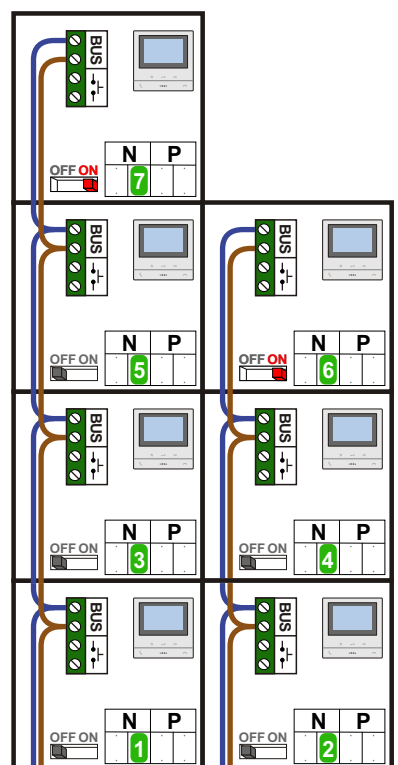 BUS
N P
OFF ON
7
BUS
BUS
N P
N P
OFF ON
5
OFF ON
6
BUS
BUS
N P
N P
OFF ON
3
OFF ON
4
BUS
BUS
N P
N P
OFF ON
1
OFF ON
2